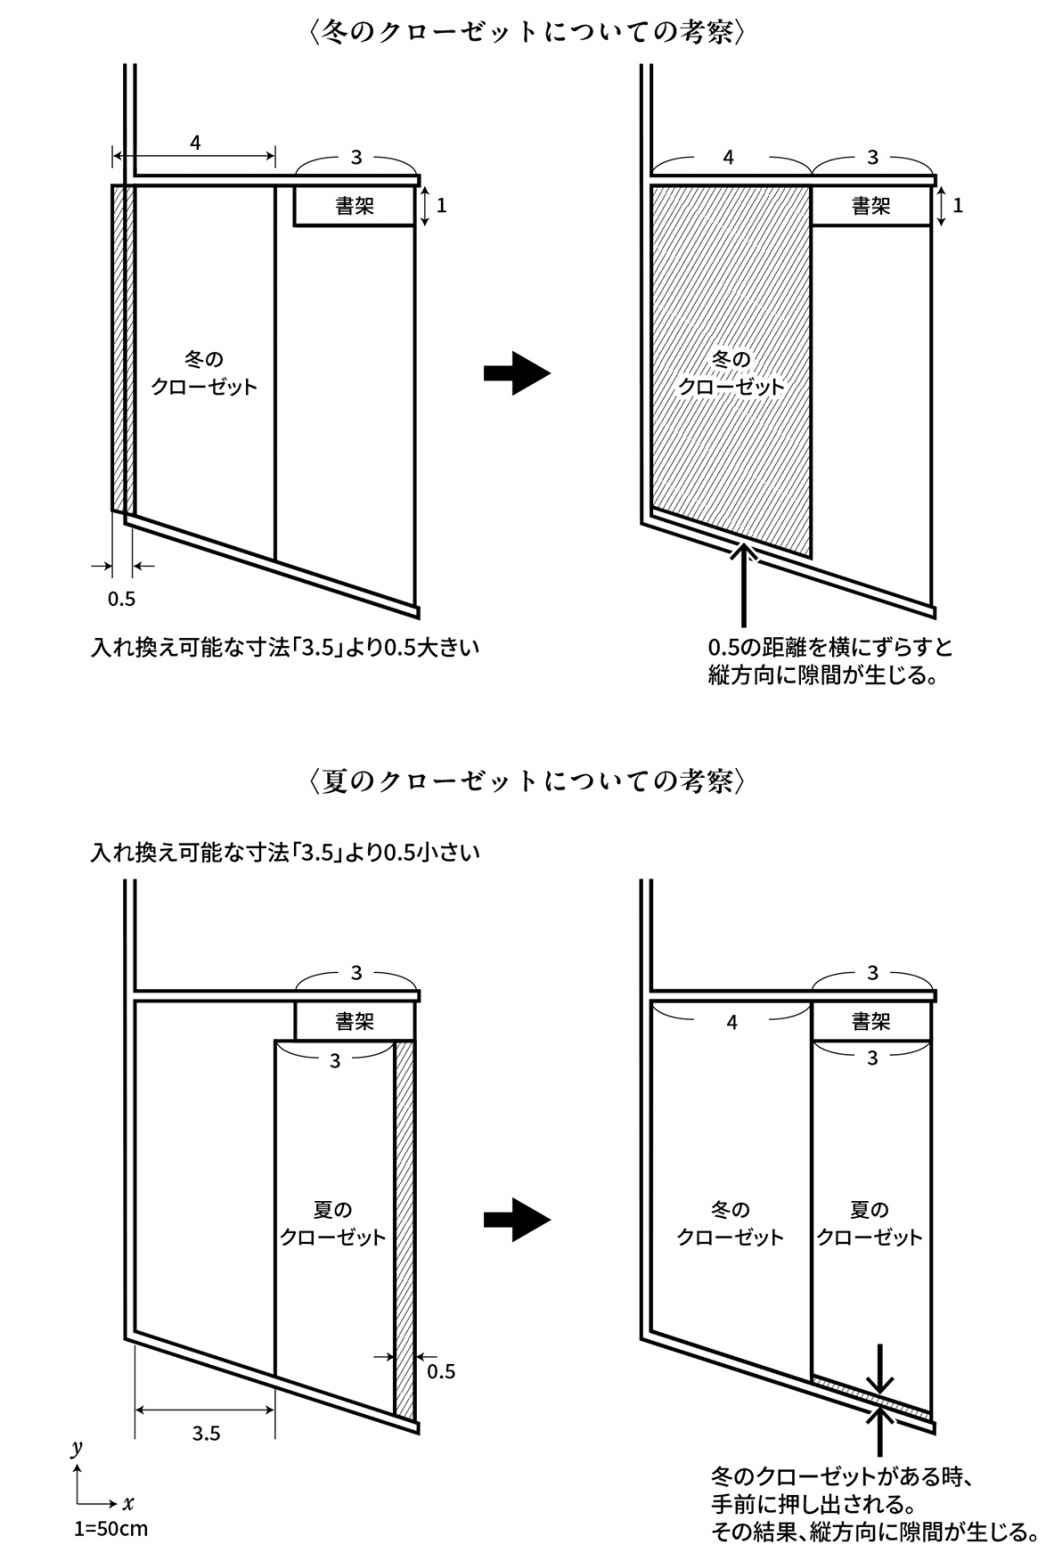 〈冬のクローゼットについての考察〉
4
3
書架
1
冬の
クローゼット
0.5
入れ換え可能な寸法「3.5」より0.5大きい
4
3
書架
1
冬の
クローゼット
0.5の距離を横にずらすと
縦方向に隙間が生じる。
〈夏のクローゼットについての考察〉
入れ換え可能な寸法「3.5」より0.5小さい
3
書架
3
夏の
クローゼット
0.5
3.5
y
x
1=50cm
3
4
書架
3
冬の
クローゼット
夏の
クローゼット
冬のクローゼットがある時、
手前に押し出される。
その結果、縦方向に隙間が生じる。